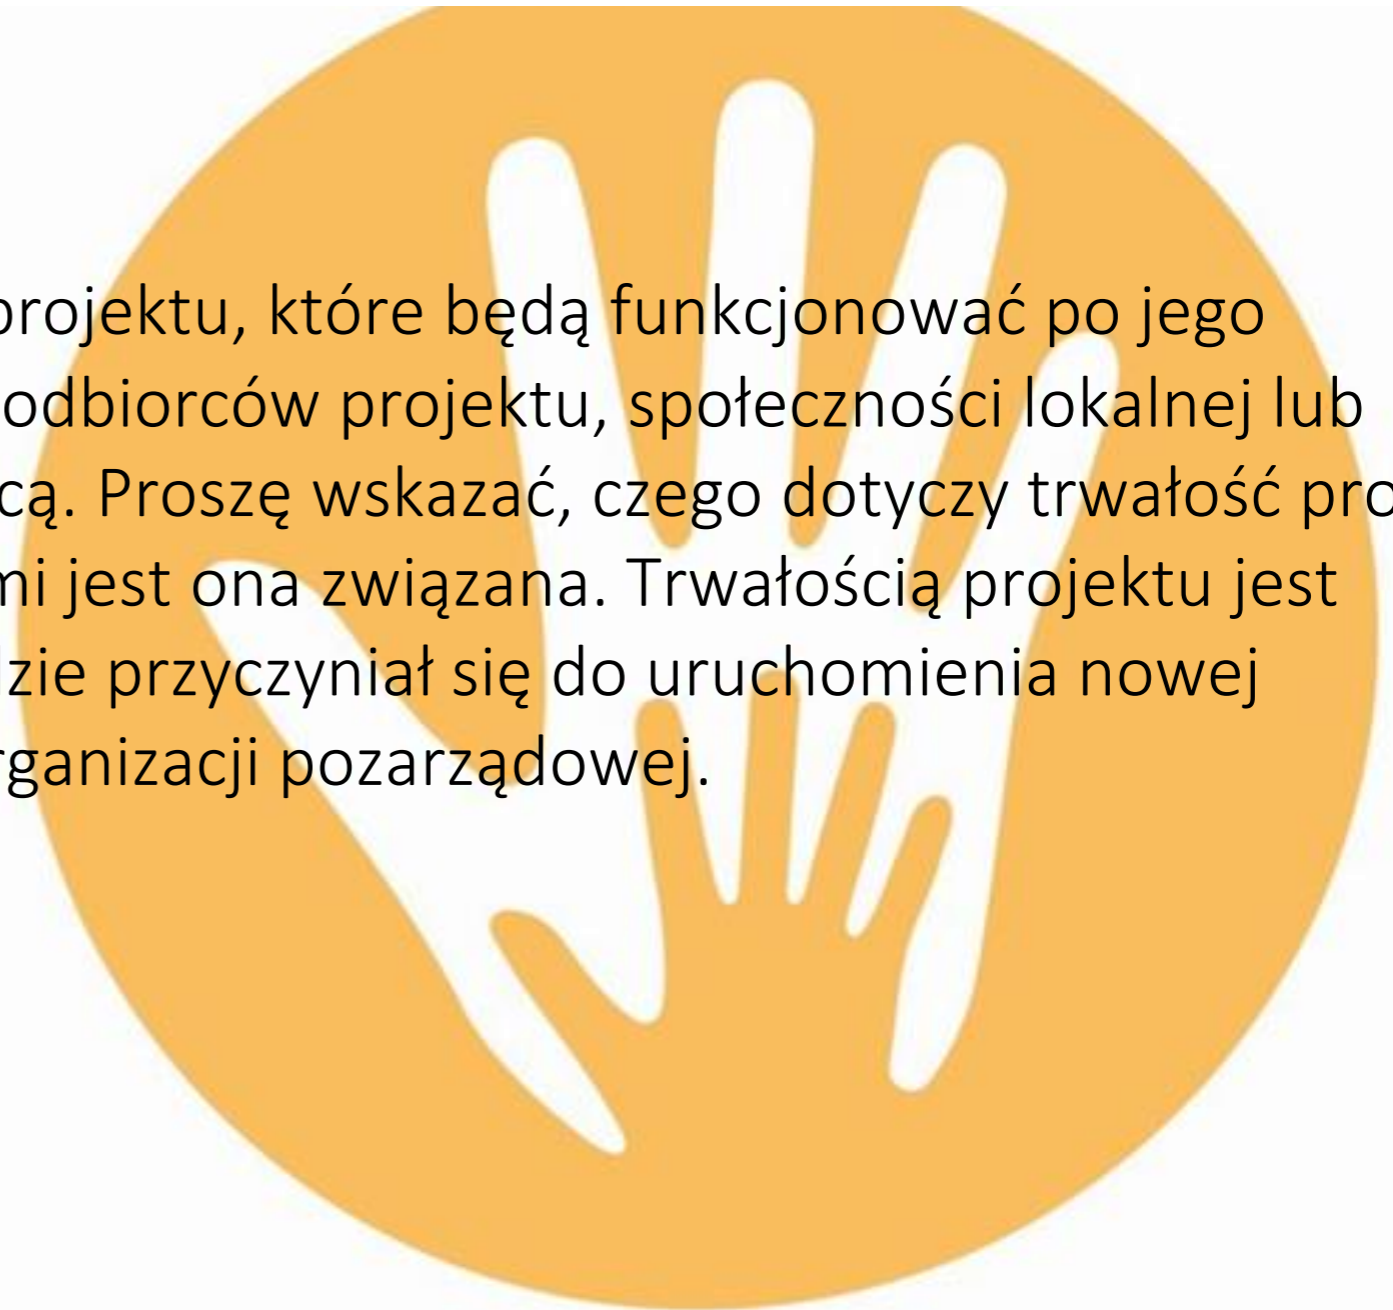 projektu, które będą funkcjonować po jego
odbiorców projektu, społeczności lokalnej lub
cą. Proszę wskazać, czego dotyczy trwałość pro
mi jest ona związana. Trwałością projektu jest
dzie przyczyniał się do uruchomienia nowej
rganizacji pozarządowej.